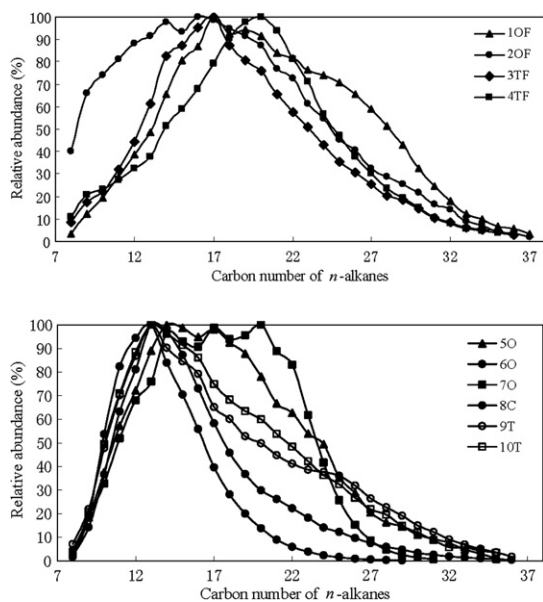 100
90
80
70
60
50
40
30
20
10
0
Relative abundance (%)
1OF
2OF
3TF
4TF
7 12 17 22 27 32 37
Carbon number of n-alkanes
100
90
80
70
60
50
40
30
20
10
0
Relative abundance (%)
5O
6O
7O
8C
9T
10T
7 12 17 22 27 32 37
Carbon number of n-alkanes